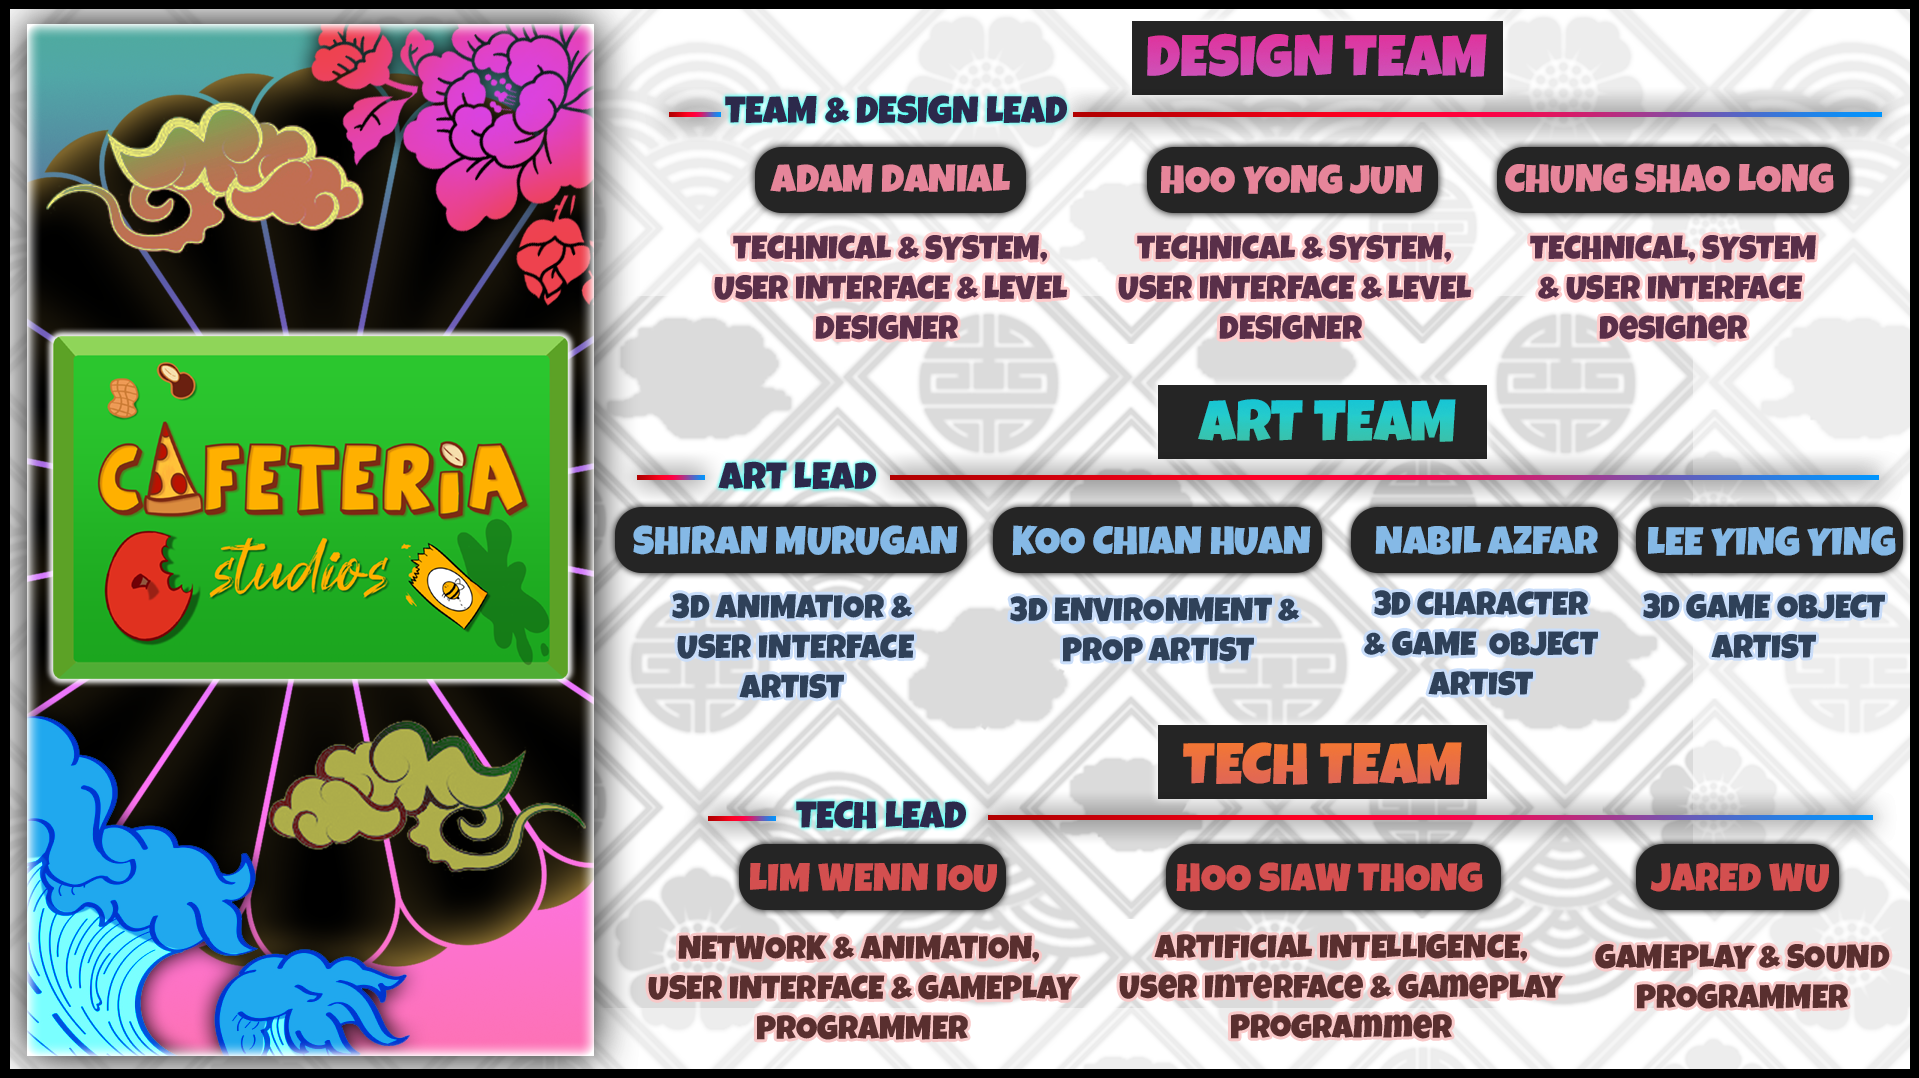 CAFETERIA
studios
DESIGN TEAM
TEAM & DESIGN LEAD
ADAM DANIAL
TECHNICAL & SYSTEM,
USER INTERFACE & LEVEL
DESIGNER
HOO YONG JUN
TECHNICAL & SYSTEM,
USER INTERFACE & LEVEL
DESIGNER
CHUNG SHAO LONG
TECHNICAL, SYSTEM
& USER INTERFACE
DesIGneR
ART TEAM
ART LEAD
SHIRAN MURUGAN
3D ANIMATIOR &
USER INTERFACE
ARTIST
KOO CHIAN HUAN
3D ENVIRONMENT &
PROP ARTIST
NABIL AZFAR
3D CHARACTER
& GAME OBJECT
ARTIST
LEE YING YING
3D GAME OBJECT
ARTIST
TECH TEAM
TECH LEAD
LIM WENN IOU
NETWORK & ANIMATION,
USER INTERFACE & GAMEPLAY
PROGRAMMER
HOO SIAW THONG
ARTIFICIAL INTELLIGENCE,
USeR InteRFace & GamePLAY
PROGRAmmeR
JARED WU
GAMEPLAY & SOUND
PROGRAMMER